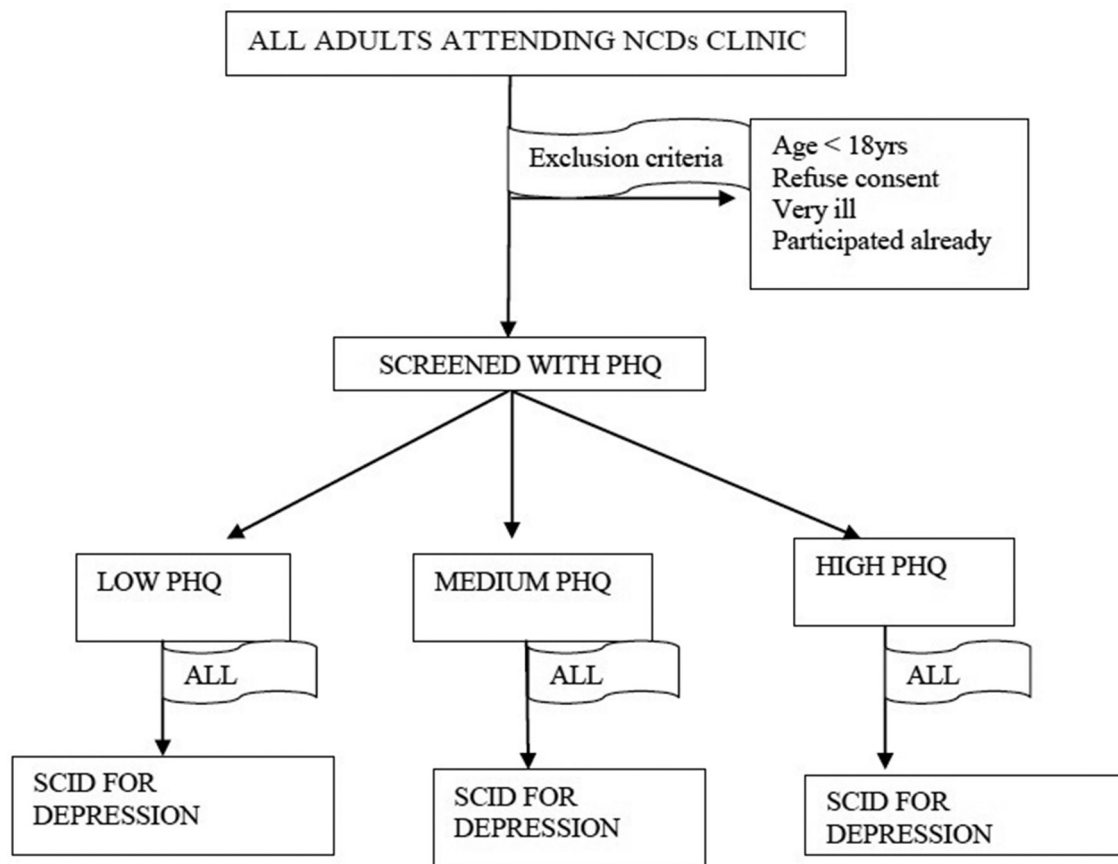 ALL ADULTS ATTENDING NCDs CLINIC
Exclusion criteria
Age < 18yrs
Refuse consent
Very ill
Participated already
SCREENED WITH PHQ
LOW PHQ
MEDIUM PHQ
HIGH PHQ
ALL
ALL
ALL
SCID FOR
DEPRESSION
SCID FOR
DEPRESSION
SCID FOR
DEPRESSION